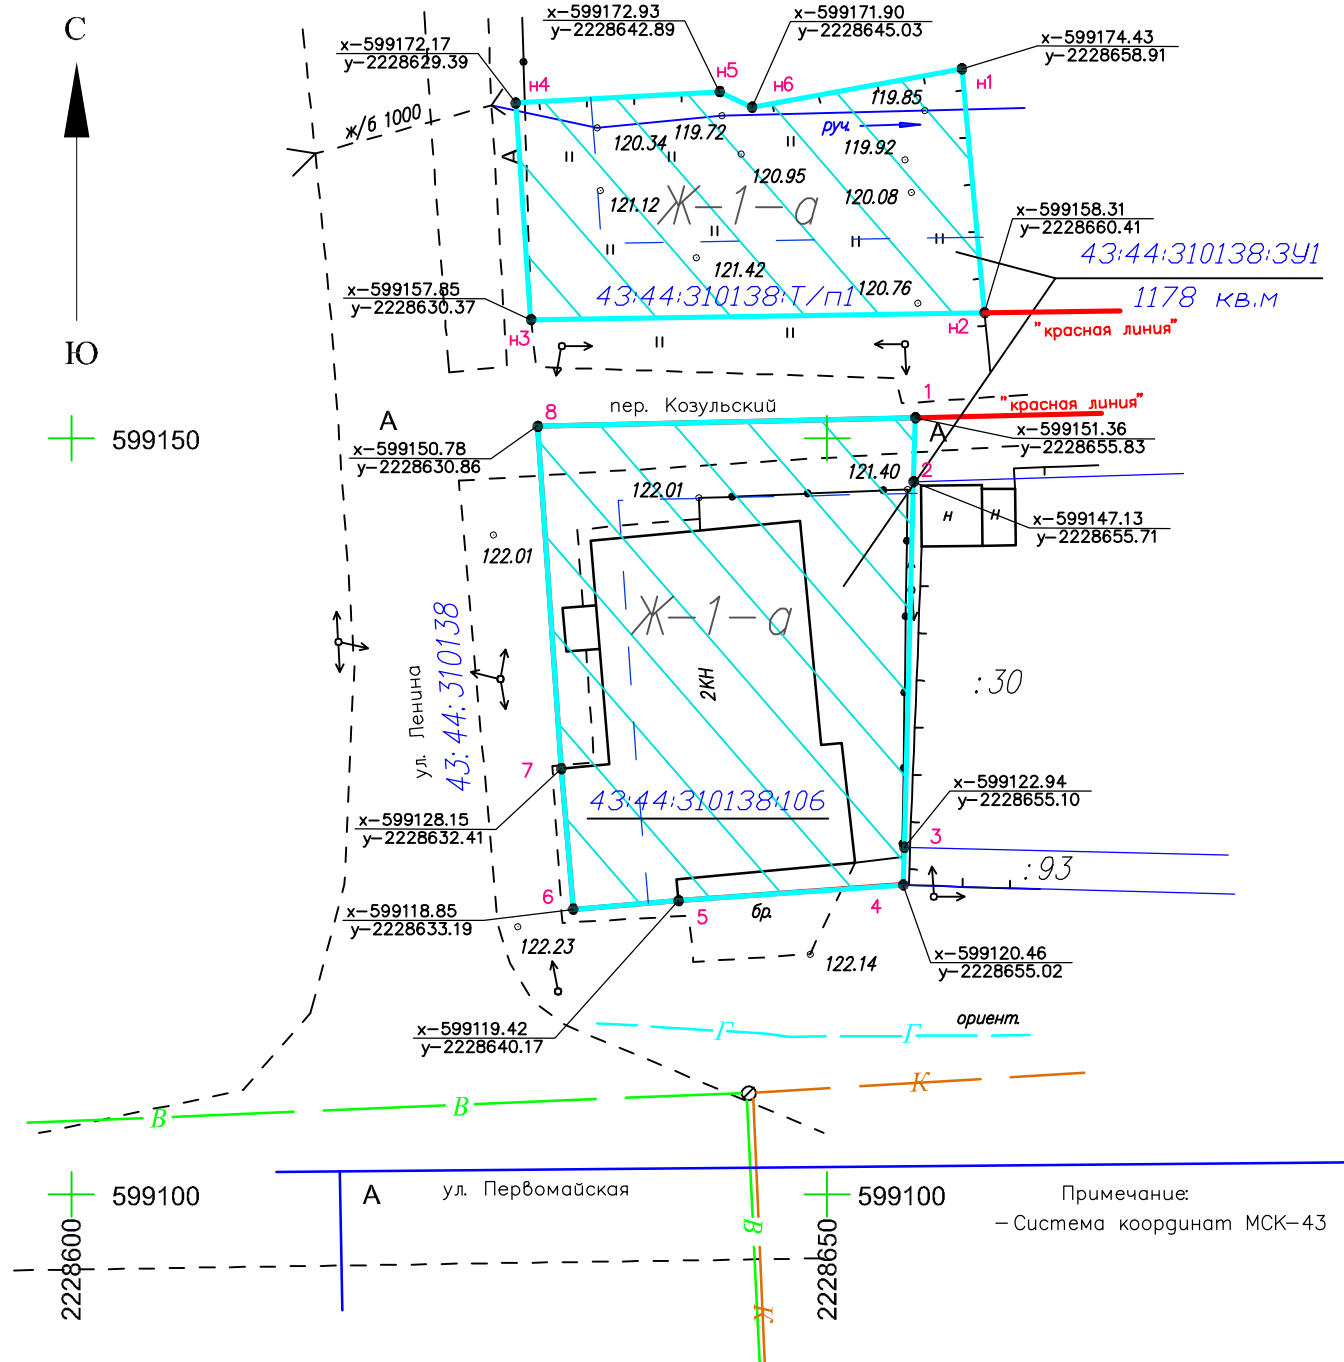 С
Ю
x-599172.17
y-2228629.39
x-599172.93
y-2228642.89
x-599171.90
y-2228645.03
x-599174.43
y-2228658.91
н4
н5
н6
н1
ж/б 1000
А
119.85
руч.
120.34
119.72
119.92
120.95
120.08
121.12
Ж-1-а
121.42
120.76
x-599158.31
y-2228660.41
43:44:310138:ЗУ1
1178 кв.м
x-599157.85
y-2228630.37
43:44:310138:Т/п1
н3
н2
"красная линия"
пер. Козульский
1
"красная линия"
8
А
А
599150
x-599150.78
y-2228630.86
x-599151.36
y-2228655.83
121.40
2
122.01
122.01
н
н
x-599147.13
y-2228655.71
Ж-1-а
2КН
ул. Ленина
43:44:310138
:30
7
43:44:310138:106
x-599128.15
y-2228632.41
x-599122.94
y-2228655.10
3
:93
6
5
4
бр.
x-599118.85
y-2228633.19
122.23
122.14
x-599120.46
y-2228655.02
x-599119.42
y-2228640.17
Г
Г
ориент.
К
В
В
599100
А
ул. Первомайская
599100
Примечание:
-Система координат МСК-43
2228600
В
2228650
К